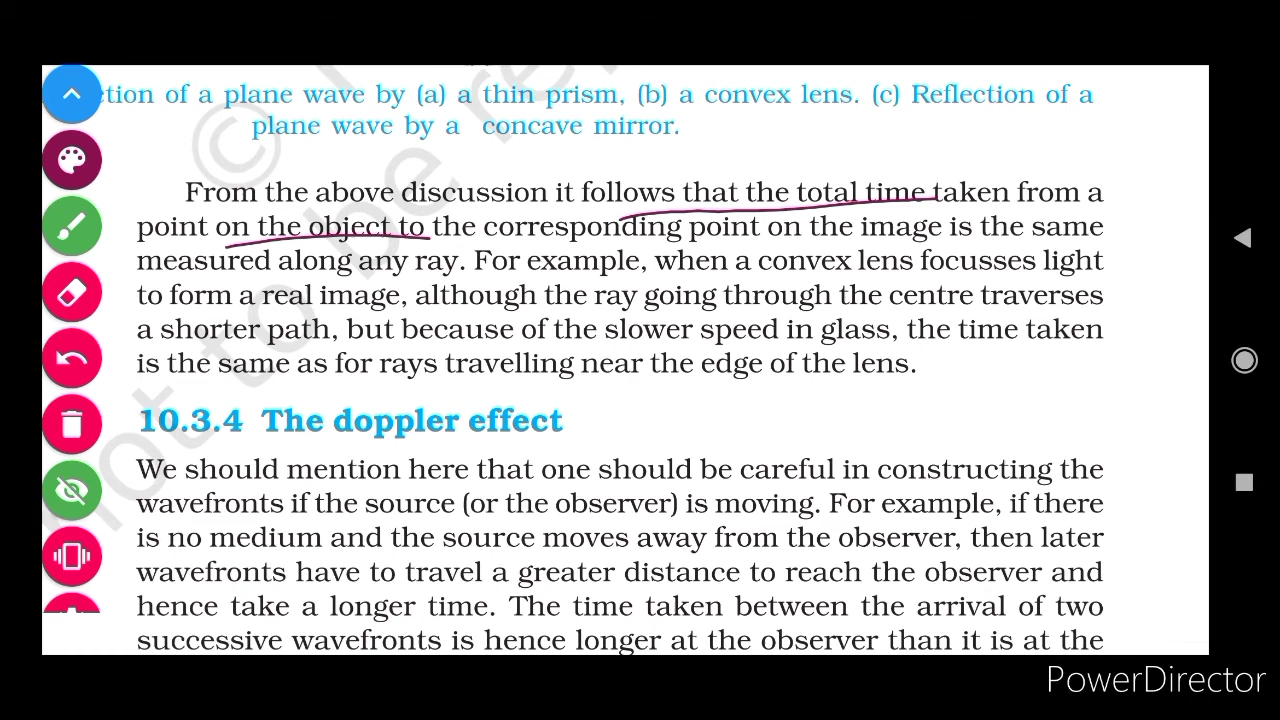 ction of a plane wave by (a) a thin prism, (b) a convex lens. (c) Reflection of a
plane wave by a concave mirror.
From the above discussion it follows that the total time taken from a
point on the object to the corresponding point on the image is the same
measured along any ray. For example, when a convex lens focusses light
to form a real image, although the ray going through the centre traverses
a shorter path, but because of the slower speed in glass, the time taken
is the same as for rays travelling near the edge of the lens.
10.3.4 The doppler effect
We should mention here that one should be careful in constructing the
wavefronts if the source (or the observer) is moving. For example, if there
is no medium and the source moves away from the observer, then later
wavefronts have to travel a greater distance to reach the observer and
hence take a longer time. The time taken between the arrival of two
successive wavefronts is hence longer at the observer than it is at the
not to be re
PowerDirector